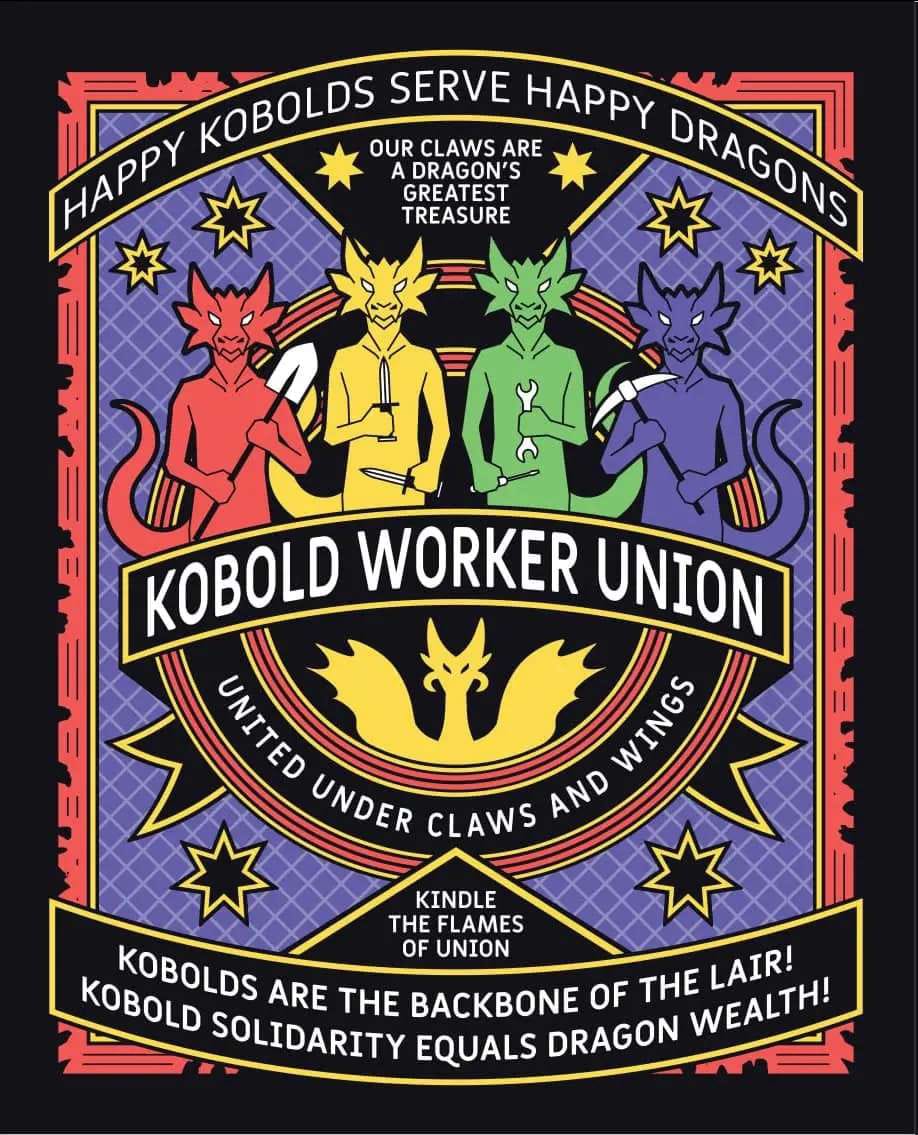 HAPPY KOBOLDS SERVE HAPPY DRAGONS
OUR CLAWS ARE
A DRAGON'S
GREATEST
TREASURE
KOBOLD WORKER UNION
UNITED UNDER CLAWS AND WINGS
KINDLE
THE FLAMES
OF UNION
KOBOLDS ARE THE BACKBONE OF THE LAIR!
KOBOLD SOLIDARITY EQUALS DRAGON WEALTH!